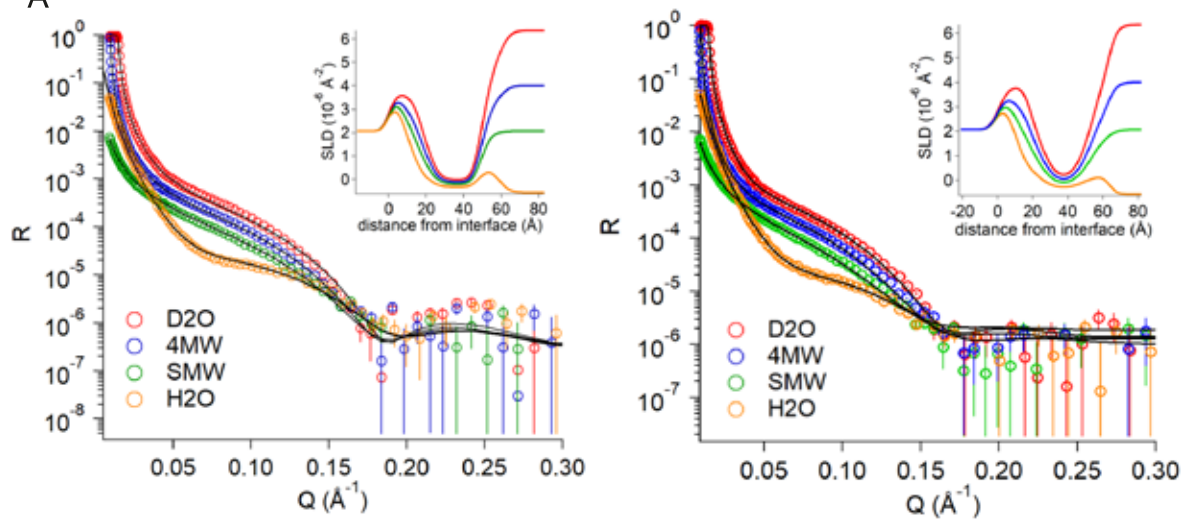 A
10^0
10^-1
10^-2
10^-3
10^-4
10^-5
10^-6
10^-7
10^-8
R
0.05 0.10 0.15 0.20 0.25 0.30
Q (Å^-1)
D2O
4MW
SMW
H2O
6
4
3
2
1
0
SLD (10^-6 Å^-2)
0 20 40 60 80
distance from interface (Å)
10^0
10^-1
10^-2
10^-3
10^-4
10^-5
10^-6
10^-7
R
0.05 0.10 0.15 0.20 0.25 0.30
Q (Å^-1)
D2O
4MW
SMW
H2O
6
4
3
2
1
0
SLD (10^-6 Å^-2)
-20 0 20 40 60 80
distance from interface (Å)